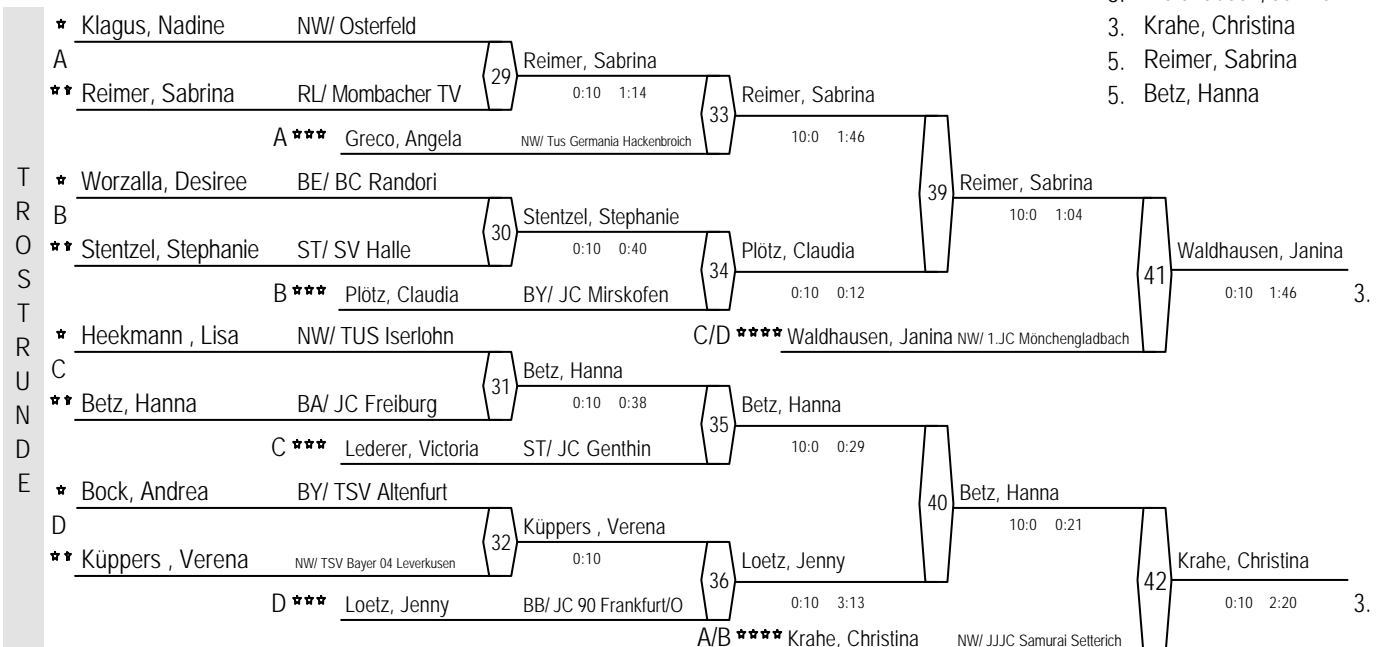 3. Krahe, Christina
5. Reimer, Sabrina
5. Betz, Hanna
TROSTRUNDE
* Klagus, Nadine NW/ Osterfeld
A
** Reimer, Sabrina RL/ Mombacher TV
29
Reimer, Sabrina
0:10 1:14
A *** Greco, Angela NW/ Tus Germania Hackenbroich
33
Reimer, Sabrina
10:0 1:46
* Worzalla, Desiree BE/ BC Randori
B
** Stentzel, Stephanie ST/ SV Halle
30
Stentzel, Stephanie
0:10 0:40
B *** Plötz, Claudia BY/ JC Mirskofen
34
Plötz, Claudia
0:10 0:12
39
Reimer, Sabrina
10:0 1:04
C/D **** Waldhausen, Janina NW/ 1.JC Mönchengladbach
41
Waldhausen, Janina
0:10 1:46 3.
* Heekmann , Lisa NW/ TUS Iserlohn
C
** Betz, Hanna BA/ JC Freiburg
31
Betz, Hanna
0:10 0:38
C *** Lederer, Victoria ST/ JC Genthin
35
Betz, Hanna
10:0 0:29
* Bock, Andrea BY/ TSV Altenfurt
D
** Küppers , Verena NW/ TSV Bayer 04 Leverkusen
32
Küppers , Verena
0:10
D *** Loetz, Jenny BB/ JC 90 Frankfurt/O
36
Loetz, Jenny
0:10 3:13
40
Betz, Hanna
10:0 0:21
A/B **** Krahe, Christina NW/ JJJC Samurai Setterich
42
Krahe, Christina
0:10 2:20 3.